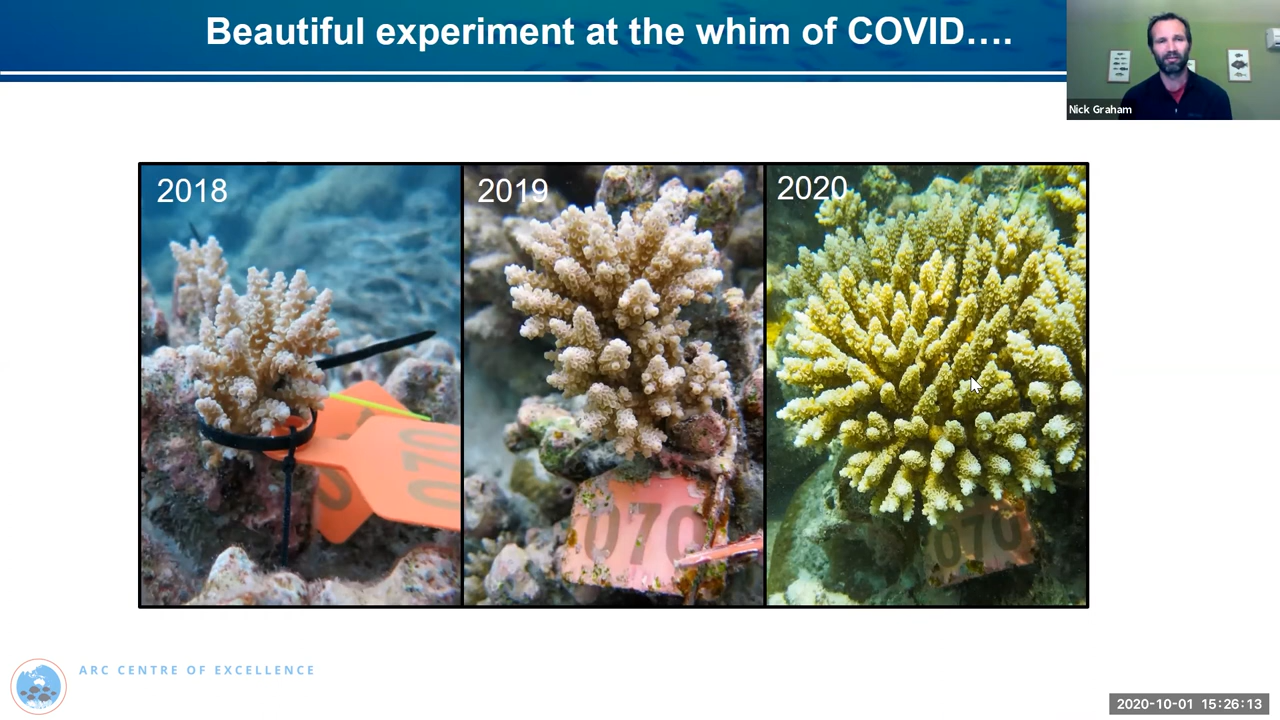 Beautiful experiment at the whim of COVID….
Nick Graham
2018
2019
2020
070
070
070
ARC CENTRE OF EXCELLENCE
2020-10-01 15:26:13